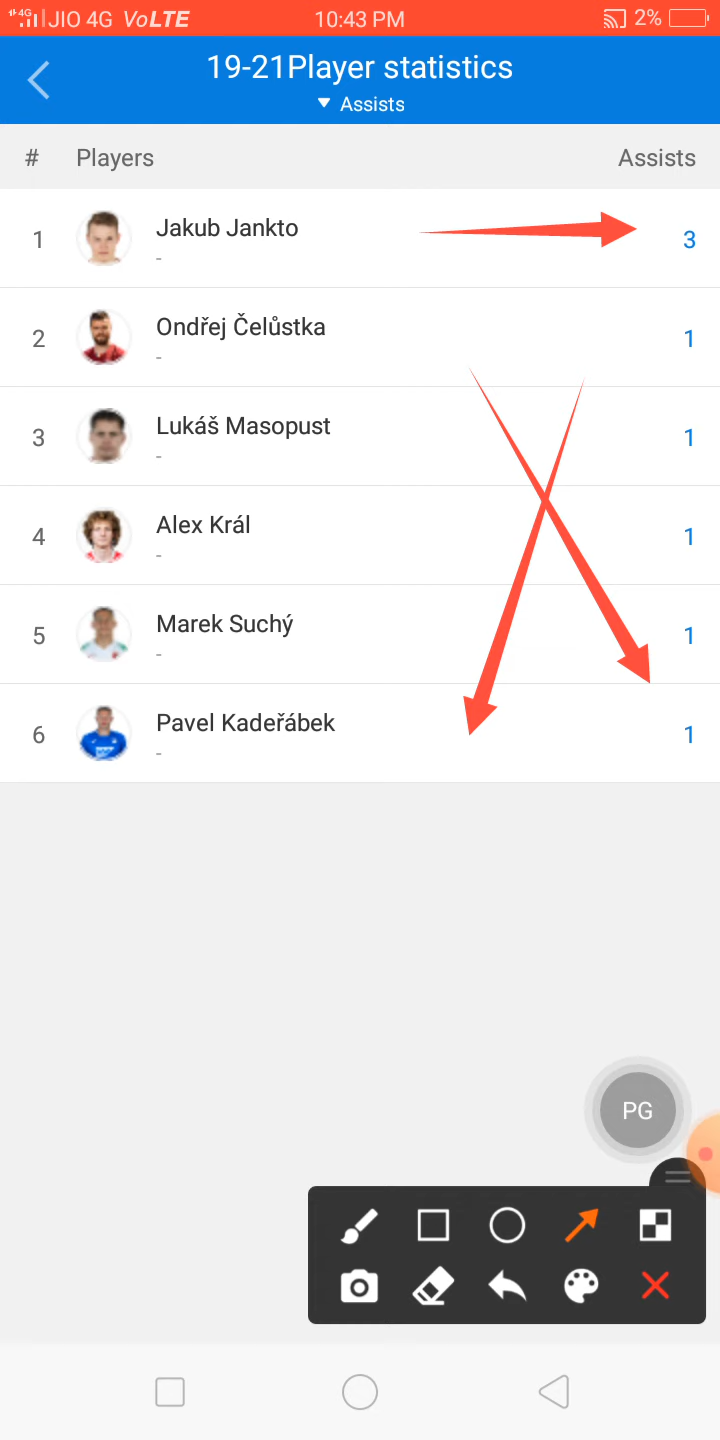 4G JIO 4G VoLTE 10:43 PM 2%
19-21Player statistics
▼ Assists
# Players Assists
1 Jakub Jankto 3
-
2 Ondřej Čelůstka 1
-
3 Lukáš Masopust 1
-
4 Alex Král 1
-
5 Marek Suchý 1
-
6 Pavel Kadeřábek 1
-
PG